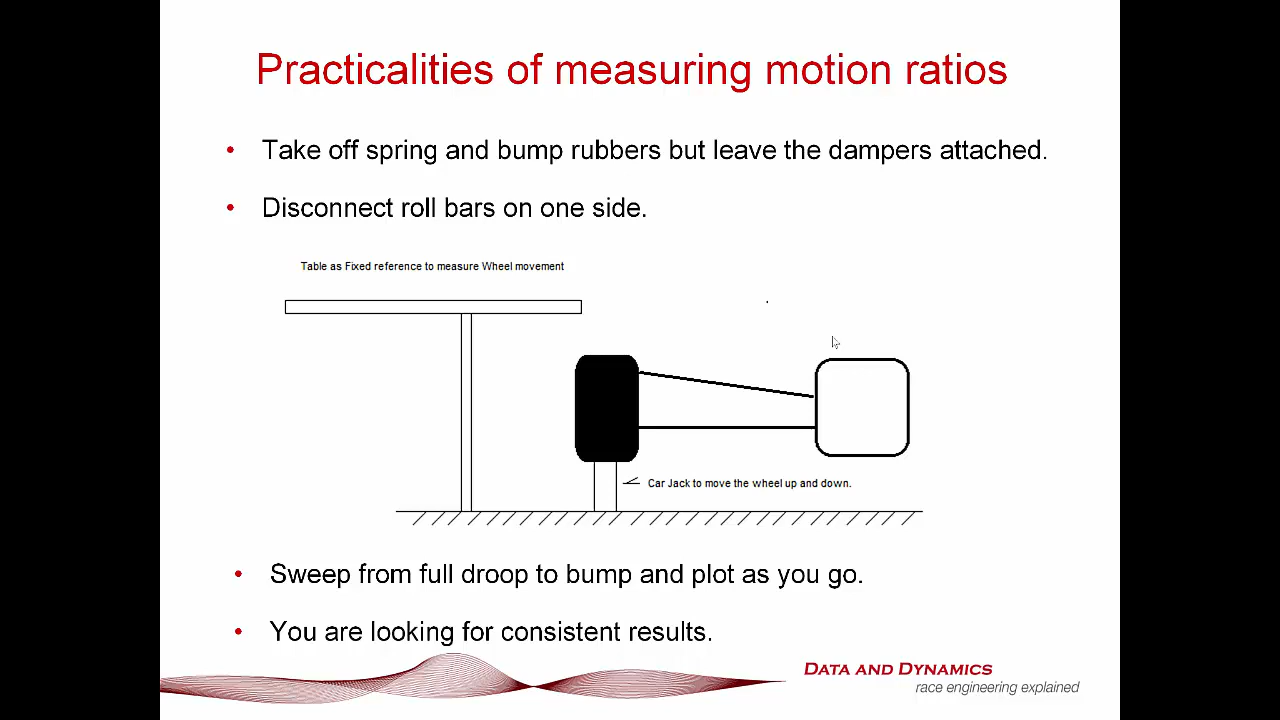 Practicalities of measuring motion ratios
• Take off spring and bump rubbers but leave the dampers attached.
• Disconnect roll bars on one side.
Table as Fixed reference to measure Wheel movement
Car Jack to move the wheel up and down.
• Sweep from full droop to bump and plot as you go.
• You are looking for consistent results.
DATA AND DYNAMICS
race engineering explained